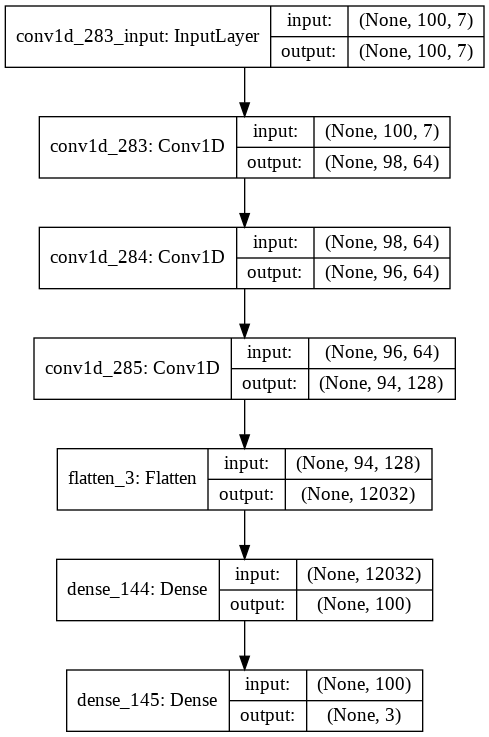 conv1d_283_input: InputLayer
input: (None, 100, 7)
output: (None, 100, 7)
conv1d_283: Conv1D
input: (None, 100, 7)
output: (None, 98, 64)
conv1d_284: Conv1D
input: (None, 98, 64)
output: (None, 96, 64)
conv1d_285: Conv1D
input: (None, 96, 64)
output: (None, 94, 128)
flatten_3: Flatten
input: (None, 94, 128)
output: (None, 12032)
dense_144: Dense
input: (None, 12032)
output: (None, 100)
dense_145: Dense
input: (None, 100)
output: (None, 3)